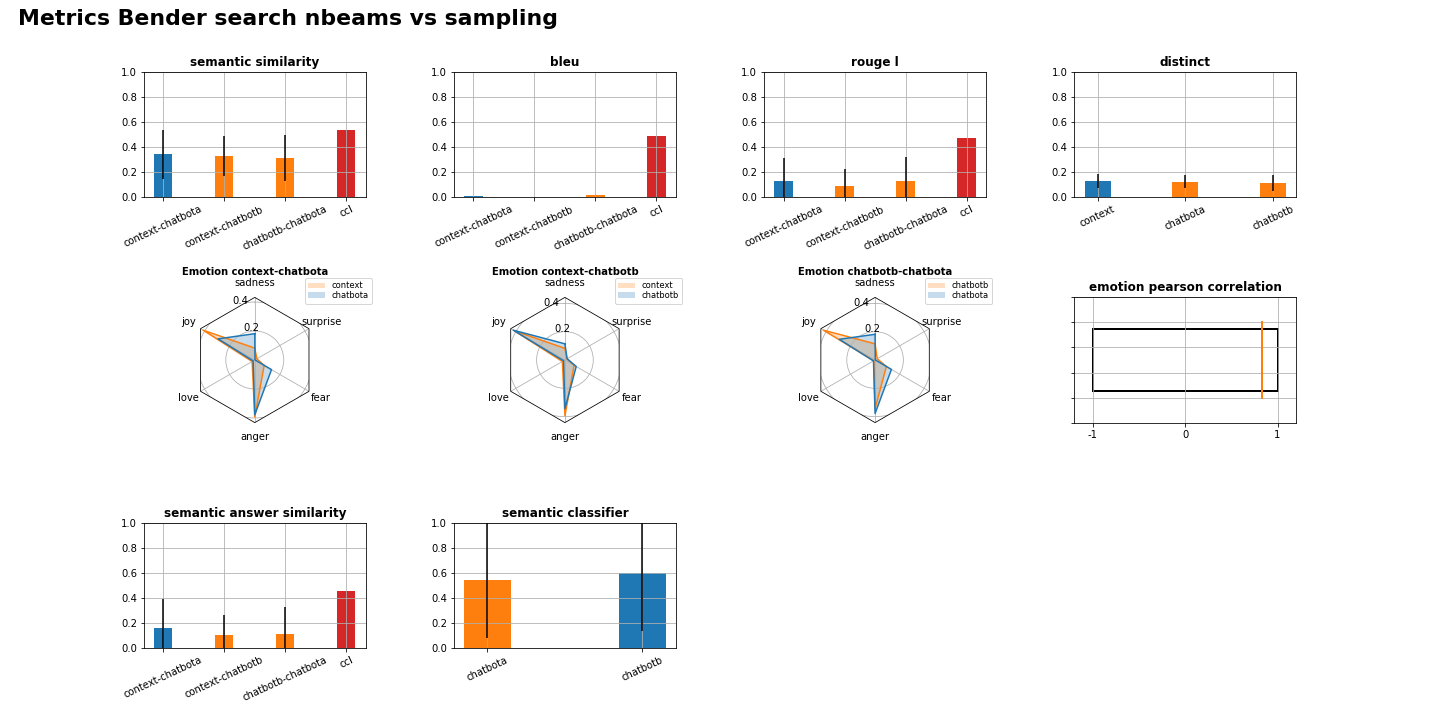 Metrics Bender search nbeams vs sampling
semantic similarity
1.0
0.8
0.6
0.4
0.2
0.0
context-chatbota
context-chatbotb
chatbotb-chatbota
ccl
bleu
1.0
0.8
0.6
0.4
0.2
0.0
context-chatbota
context-chatbotb
chatbotb-chatbota
ccl
rouge l
1.0
0.8
0.6
0.4
0.2
0.0
context-chatbota
context-chatbotb
chatbotb-chatbota
ccl
distinct
1.0
0.8
0.6
0.4
0.2
0.0
context
chatbota
chatbotb
Emotion context-chatbota
sadness
context
chatbota
0.4
0.2
joy
surprise
love
fear
anger
Emotion context-chatbotb
sadness
context
chatbotb
0.4
0.2
joy
surprise
love
fear
anger
Emotion chatbotb-chatbota
sadness
chatbotb
chatbota
0.4
0.2
joy
surprise
love
fear
anger
emotion pearson correlation
-1
0
1
semantic answer similarity
1.0
0.8
0.6
0.4
0.2
0.0
context-chatbota
context-chatbotb
chatbotb-chatbota
ccl
semantic classifier
1.0
0.8
0.6
0.4
0.2
0.0
chatbota
chatbotb